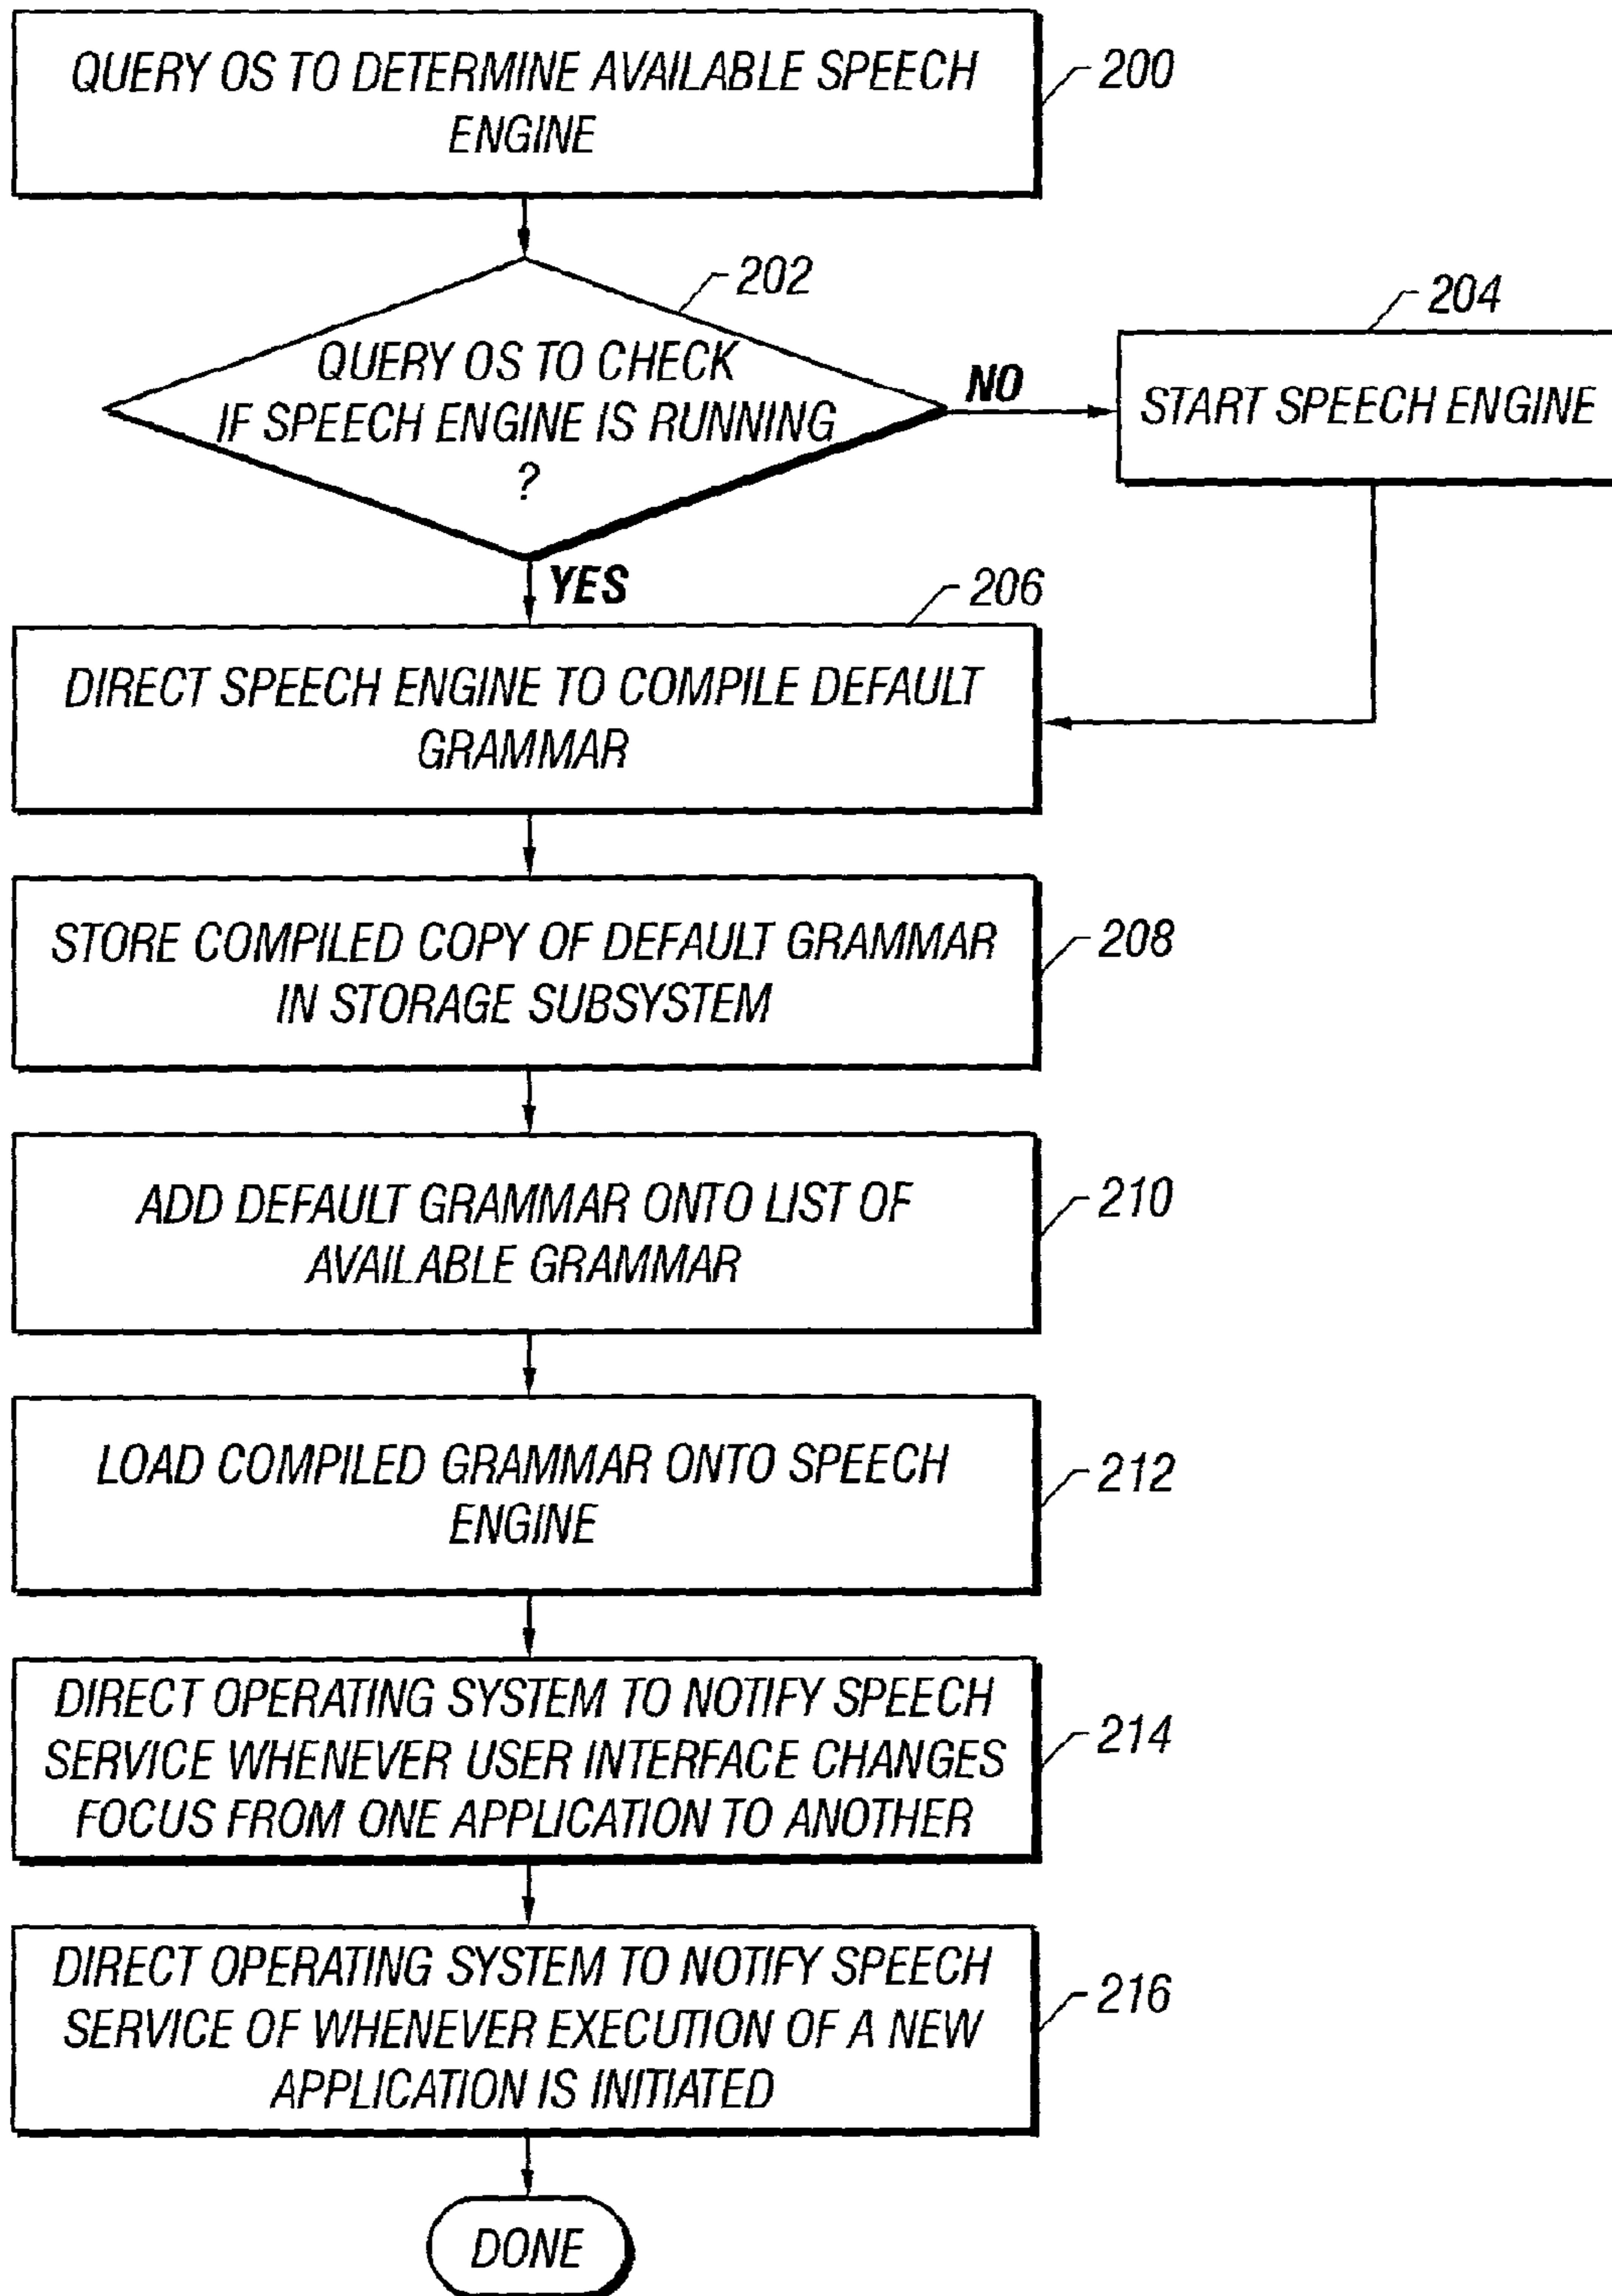 QUERY OS TO DETERMINE AVAILABLE SPEECH
ENGINE
200
202
QUERY OS TO CHECK
IF SPEECH ENGINE IS RUNNING
?
NO
204
START SPEECH ENGINE
YES
206
DIRECT SPEECH ENGINE TO COMPILE DEFAULT
GRAMMAR
STORE COMPILED COPY OF DEFAULT GRAMMAR
IN STORAGE SUBSYSTEM
208
ADD DEFAULT GRAMMAR ONTO LIST OF
AVAILABLE GRAMMAR
210
LOAD COMPILED GRAMMAR ONTO SPEECH
ENGINE
212
DIRECT OPERATING SYSTEM TO NOTIFY SPEECH
SERVICE WHENEVER USER INTERFACE CHANGES
FOCUS FROM ONE APPLICATION TO ANOTHER
214
DIRECT OPERATING SYSTEM TO NOTIFY SPEECH
SERVICE OF WHENEVER EXECUTION OF A NEW
APPLICATION IS INITIATED
216
DONE